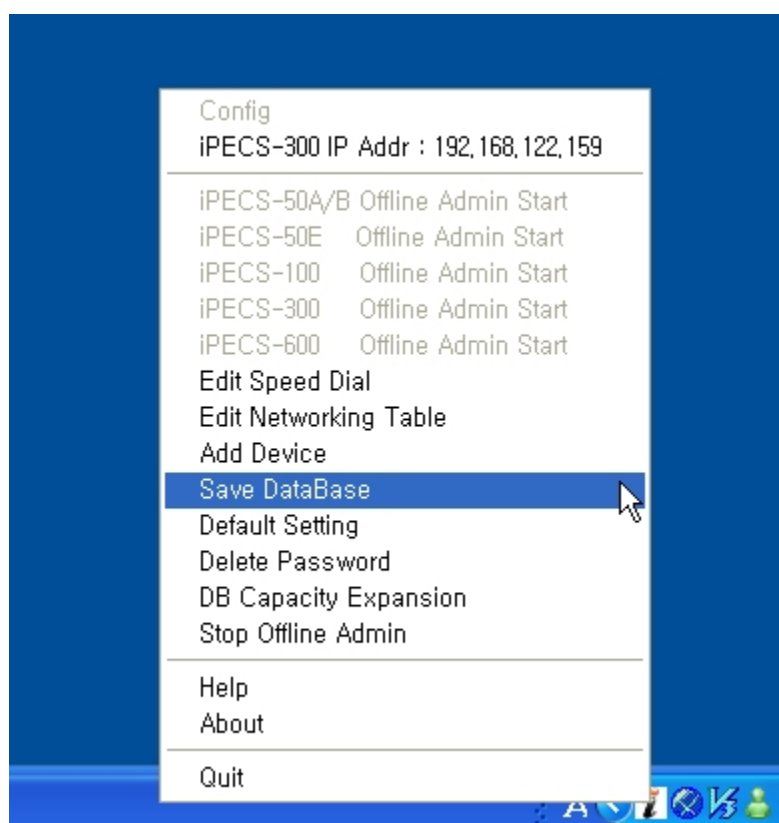 Config
iPECS-300 IP Addr : 192,168,122,159
iPECS-50A/B Offline Admin Start
iPECS-50E Offline Admin Start
iPECS-100 Offline Admin Start
iPECS-300 Offline Admin Start
iPECS-600 Offline Admin Start
Edit Speed Dial
Edit Networking Table
Add Device
Save DataBase
Default Setting
Delete Password
DB Capacity Expansion
Stop Offline Admin
Help
About
Quit
A
V3